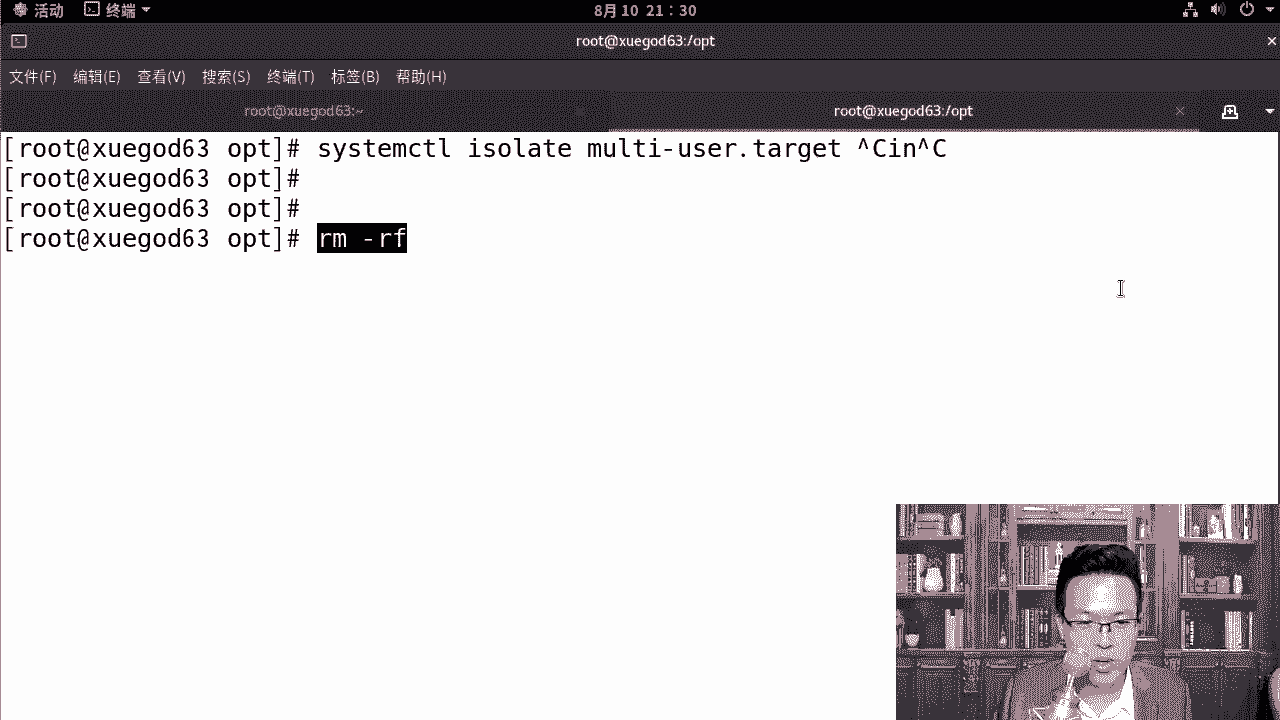 活动 终端 8月10 21：30
root@xuegod63:/opt
文件(F) 编辑(E) 查看(V) 搜索(S) 终端(T) 标签(B) 帮助(H)
root@xuegod63:~ root@xuegod63:/opt
[root@xuegod63 opt]# systemctl isolate multi-user.target ^Cin^C
[root@xuegod63 opt]#
[root@xuegod63 opt]#
[root@xuegod63 opt]# rm -rf